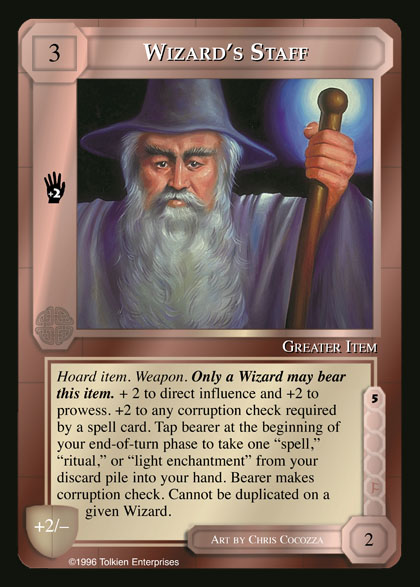 3
WIZARD'S STAFF
2
GREATER ITEM
Hoard item. Weapon. Only a Wizard may bear
this item. + 2 to direct influence and +2 to
prowess. +2 to any corruption check required
by a spell card. Tap bearer at the beginning of
your end-of-turn phase to take one “spell,”
“ritual,” or “light enchantment” from your
discard pile into your hand. Bearer makes
corruption check. Cannot be duplicated on a
given Wizard.
5
F
+2/–
ART BY CHRIS COCOZZA
2
©1996 Tolkien Enterprises